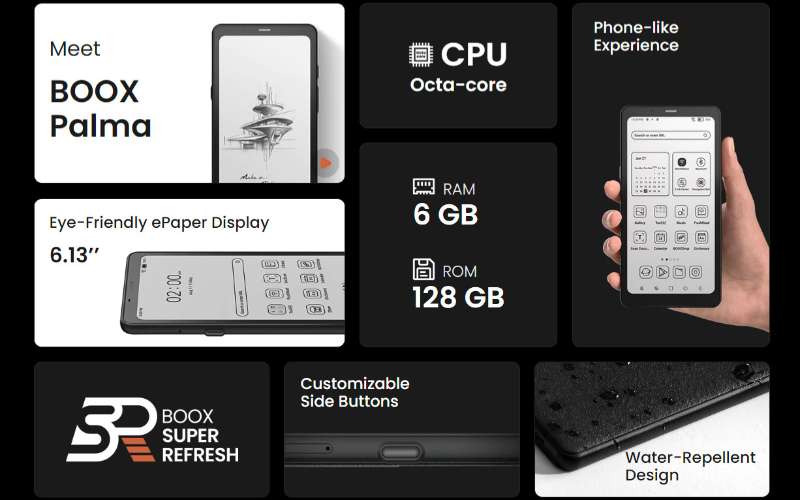 Meet
BOOX
Palma
CPU
Octa-core
Phone-like
Experience
RAM
6 GB
ROM
128 GB
Eye-Friendly ePaper Display
6.13’’
02:00
BOOX
SUPER
REFRESH
Customizable
Side Buttons
Water-Repellent
Design